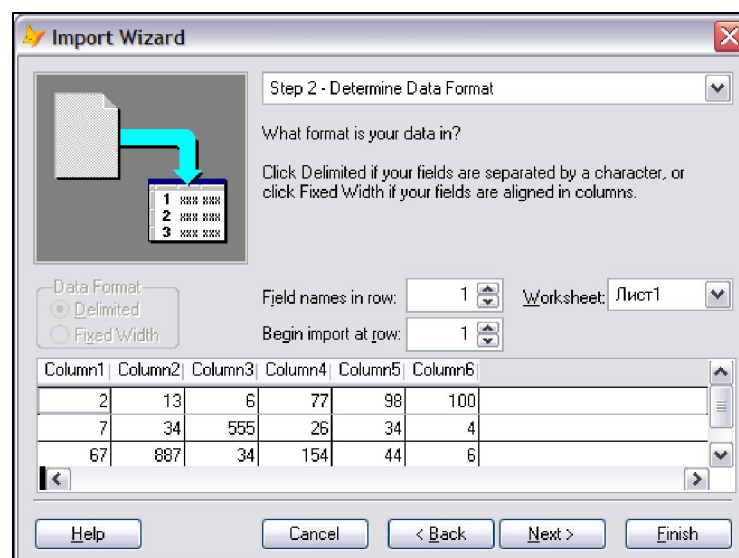 Import Wizard
Step 2 - Determine Data Format
What format is your data in?
Click Delimited if your fields are separated by a character, or
click Fixed Width if your fields are aligned in columns.
1 xxx xxx
2 xxx xxx
3 xxx xxx
Data Format
Delimited
Fixed Width
Field names in row: 1 Worksheet: Лист1
Begin import at row: 1
Column1 Column2 Column3 Column4 Column5 Column6
2 13 6 77 98 100
7 34 555 26 34 4
67 887 34 154 44 6
Help Cancel < Back Next > Finish